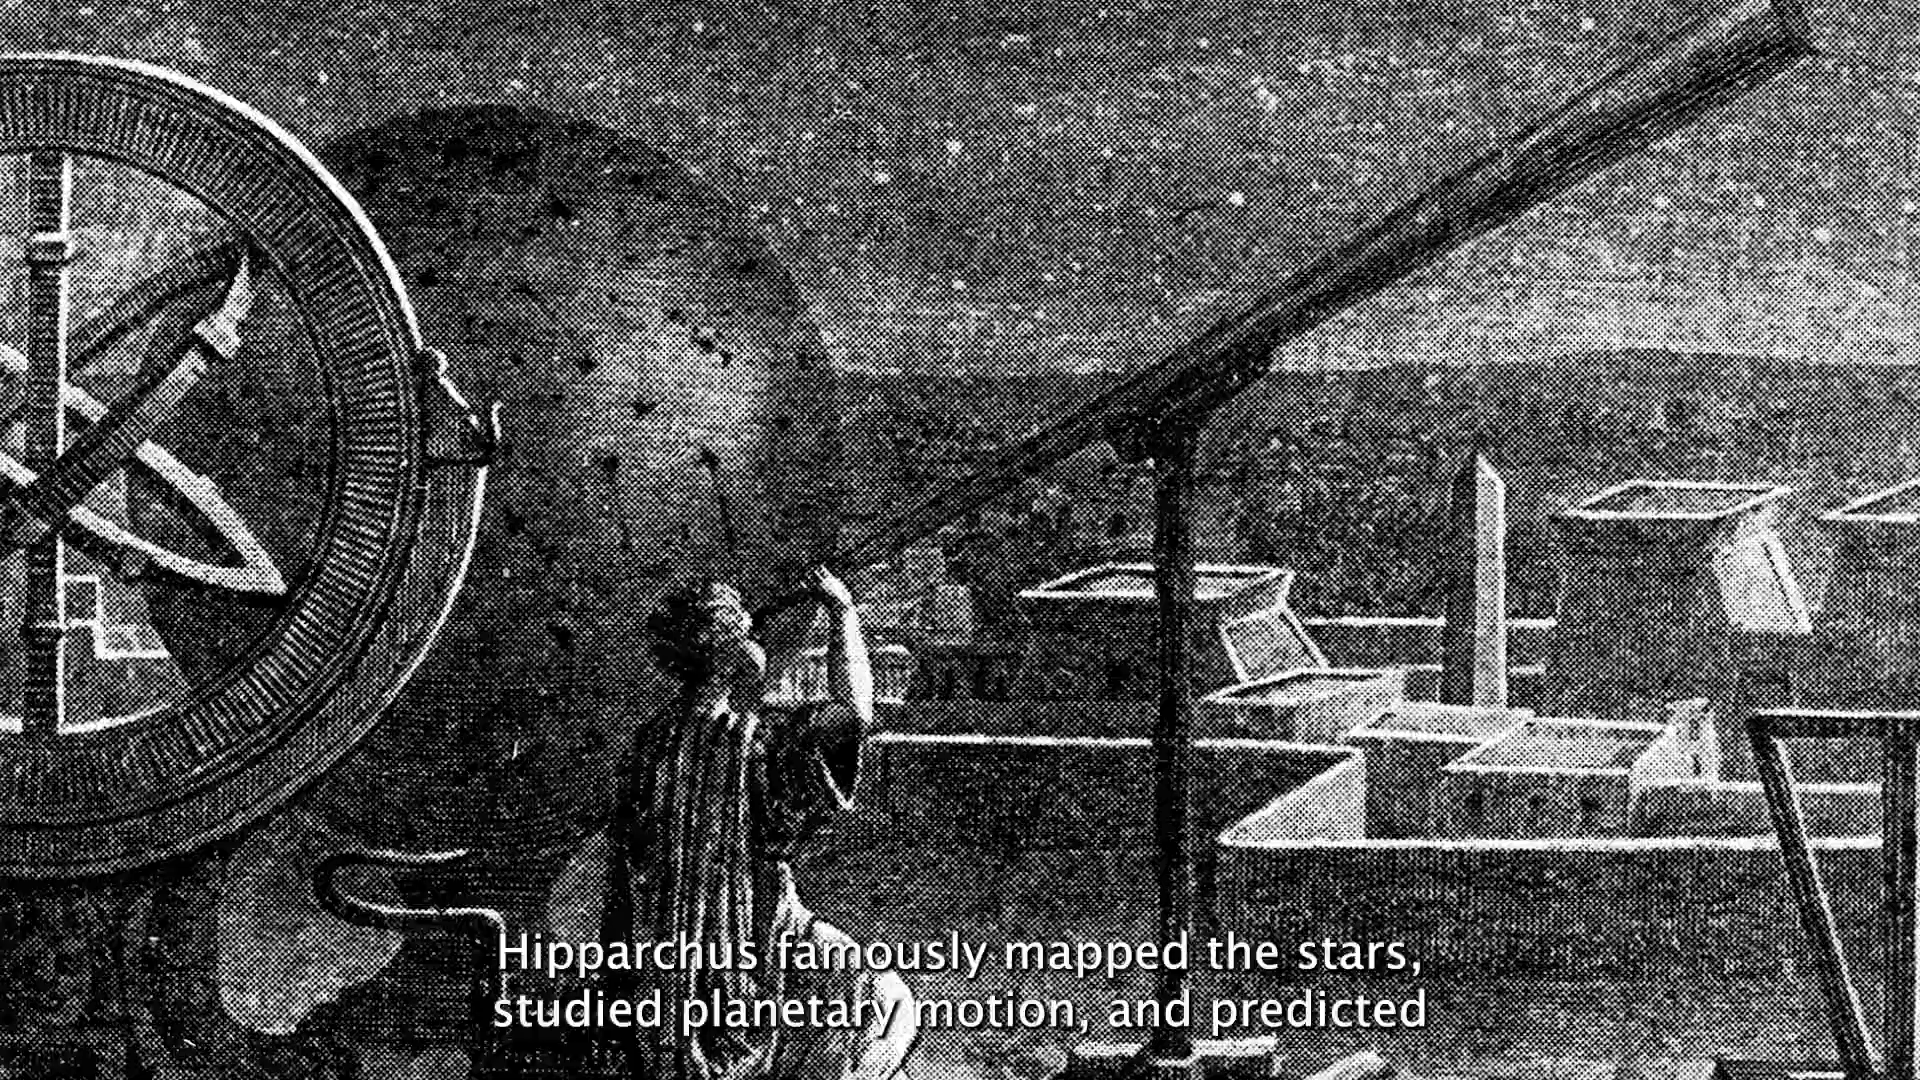 Hipparchus famously mapped the stars,
studied planetary motion, and predicted